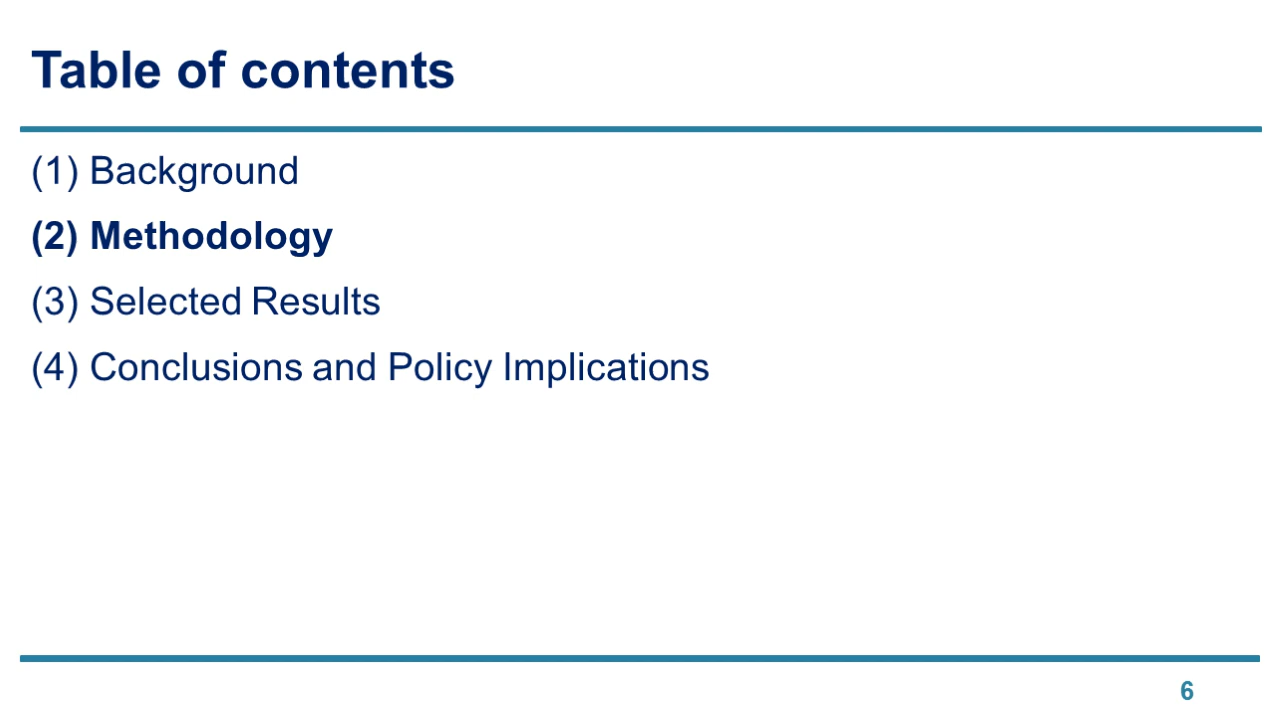 Table of contents
(1) Background
(2) Methodology
(3) Selected Results
(4) Conclusions and Policy Implications
6